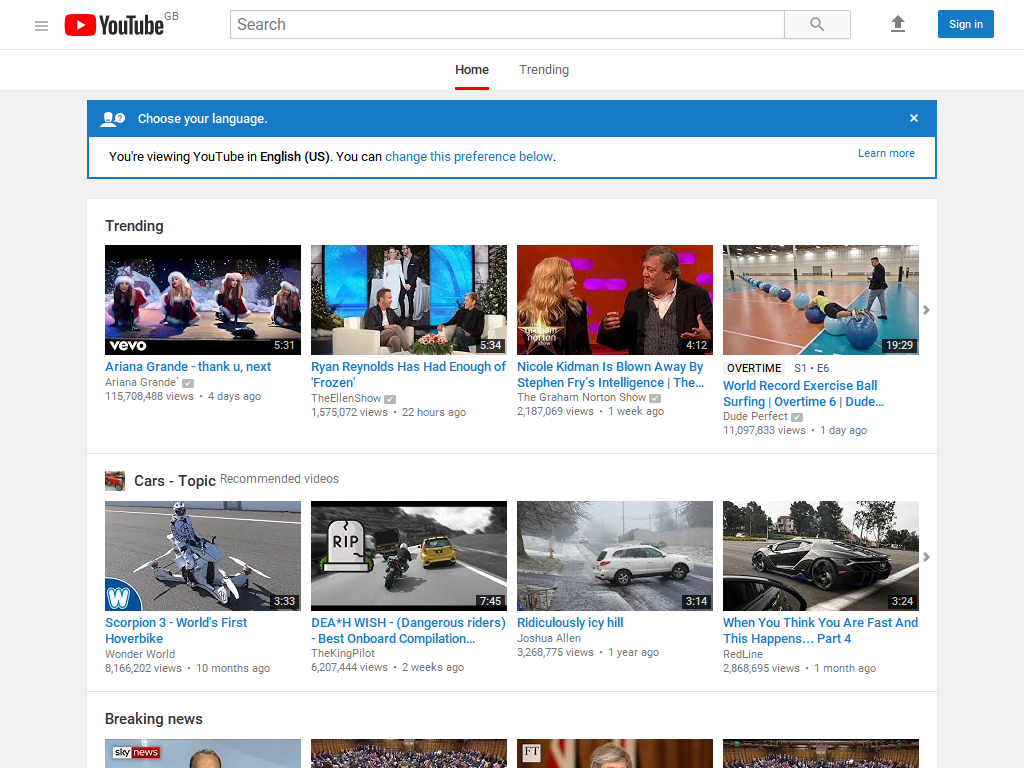 YouTube GB
Search
Sign in
Home
Trending
Choose your language.
×
You're viewing YouTube in English (US). You can change this preference below.
Learn more
Trending
vevo
5:31
5:34
graham norton show
4:12
19:29
Ariana Grande - thank u, next
Ariana Grande`
115,708,488 views • 4 days ago
Ryan Reynolds Has Had Enough of
'Frozen'
TheEllenShow
1,575,072 views • 22 hours ago
Nicole Kidman Is Blown Away By
Stephen Fry's Intelligence | The...
The Graham Norton Show
2,187,069 views • 1 week ago
OVERTIME S1 • E6
World Record Exercise Ball
Surfing | Overtime 6 | Dude...
Dude Perfect
11,097,833 views • 1 day ago
Cars - Topic Recommended videos
W
3:33
RIP
7:45
3:14
3:24
Scorpion 3 - World's First
Hoverbike
Wonder World
8,166,202 views • 10 months ago
DEA*H WISH - (Dangerous riders)
- Best Onboard Compilation...
TheKingPilot
6,207,444 views • 2 weeks ago
Ridiculously icy hill
Joshua Allen
3,268,775 views • 1 year ago
When You Think You Are Fast And
This Happens... Part 4
RedLine
2,868,695 views • 1 month ago
Breaking news
sky news
FT